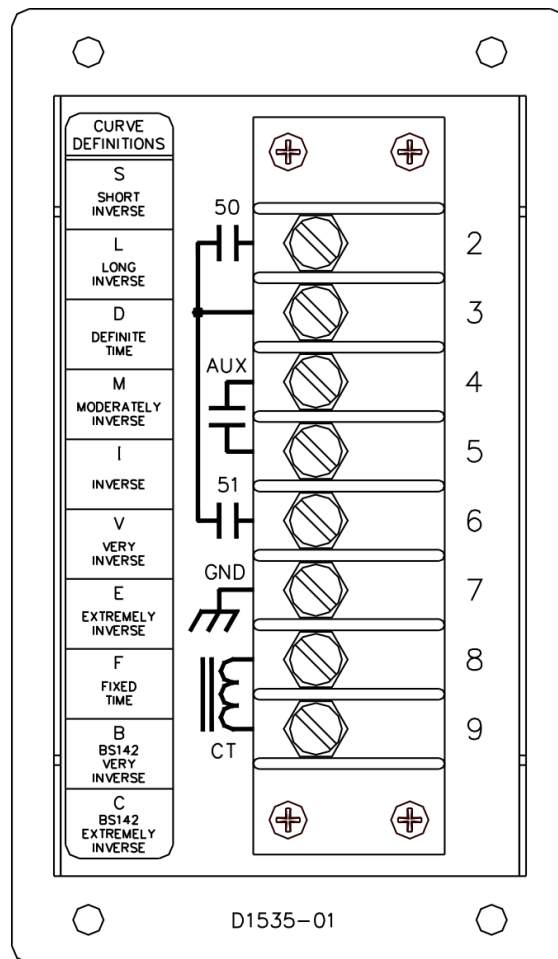 CURVE
DEFINITIONS
S
SHORT
INVERSE
L
LONG
INVERSE
D
DEFINITE
TIME
M
MODERATELY
INVERSE
I
INVERSE
V
VERY
INVERSE
E
EXTREMELY
INVERSE
F
FIXED
TIME
B
BS142
VERY
INVERSE
C
BS142
EXTREMELY
INVERSE
50
2
3
AUX
4
5
51
6
GND
7
8
CT
9
D1535-01